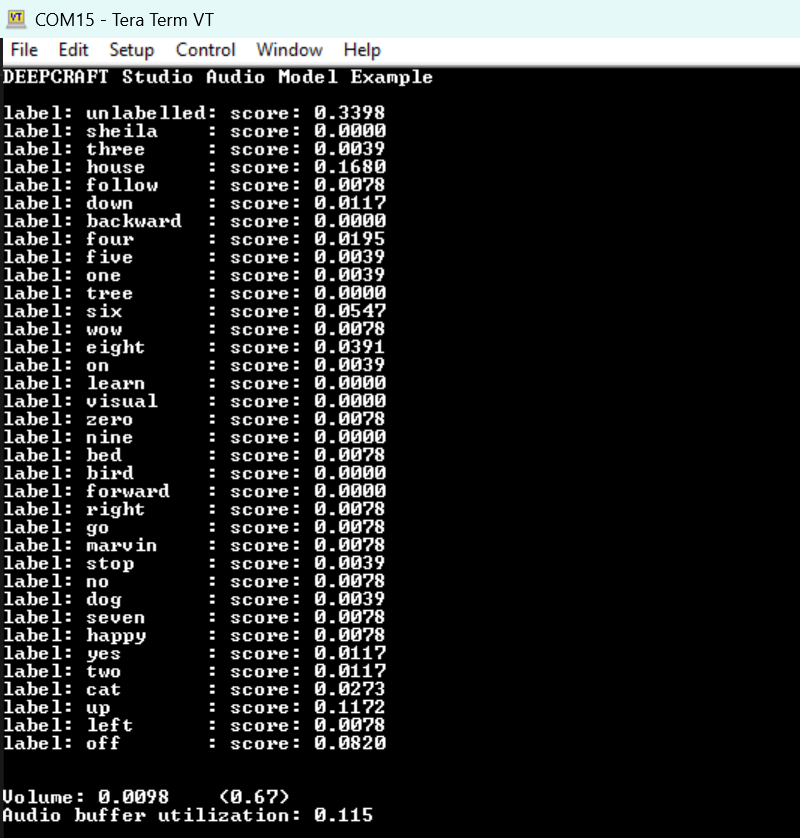 VT
COM15 - Tera Term VT
File Edit Setup Control Window Help
DEEPCRAFT Studio Audio Model Example
label: unlabelled: score: 0.3398
label: sheila : score: 0.0000
label: three : score: 0.0039
label: house : score: 0.1680
label: follow : score: 0.0078
label: down : score: 0.0117
label: backward : score: 0.0000
label: four : score: 0.0195
label: five : score: 0.0039
label: one : score: 0.0039
label: tree : score: 0.0000
label: six : score: 0.0547
label: wow : score: 0.0078
label: eight : score: 0.0391
label: on : score: 0.0039
label: learn : score: 0.0000
label: visual : score: 0.0000
label: zero : score: 0.0078
label: nine : score: 0.0000
label: bed : score: 0.0078
label: bird : score: 0.0000
label: forward : score: 0.0000
label: right : score: 0.0078
label: go : score: 0.0078
label: marvin : score: 0.0078
label: stop : score: 0.0039
label: no : score: 0.0078
label: dog : score: 0.0039
label: seven : score: 0.0078
label: happy : score: 0.0078
label: yes : score: 0.0117
label: two : score: 0.0117
label: cat : score: 0.0273
label: up : score: 0.1172
label: left : score: 0.0078
label: off : score: 0.0820
Volume: 0.0098 (0.67)
Audio buffer utilization: 0.115